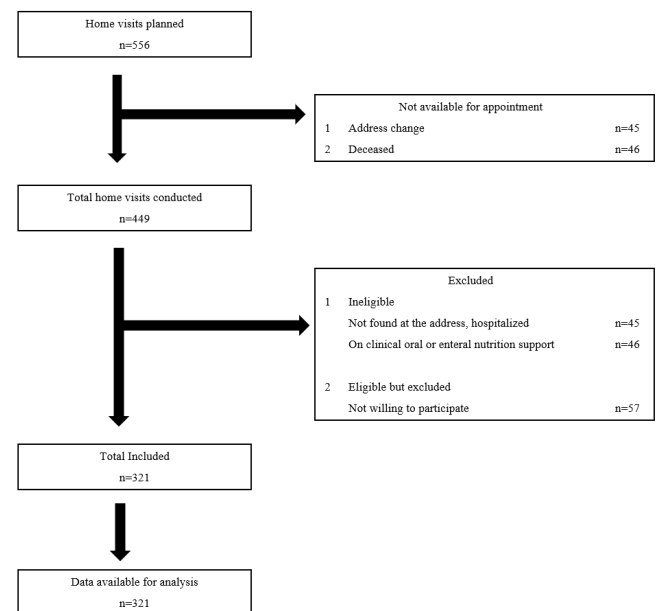 Home visits planned
n=556
Not available for appointment
1 Address change n=45
2 Deceased n=46
Total home visits conducted
n=449
Excluded
1 Ineligible
Not found at the address, hospitalized n=45
On clinical oral or enteral nutrition support n=46
2 Eligible but excluded
Not willing to participate n=57
Total Included
n=321
Data available for analysis
n=321